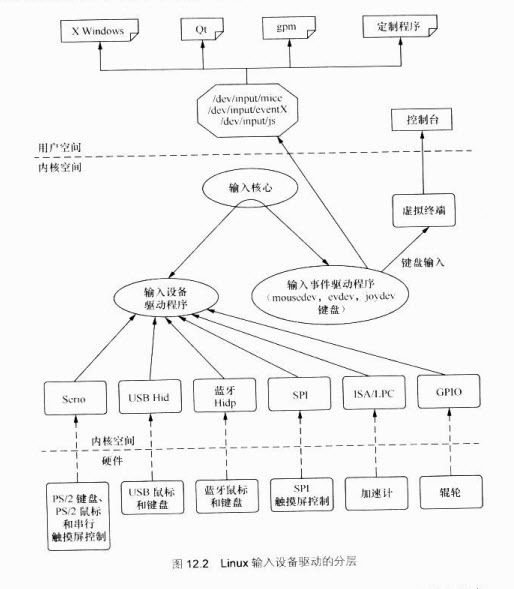 X Windows
Qt
gpm
定制程序
/dev/input/mice
/dev/input/eventX
/dev/input/js
控制台
用户空间
内核空间
输入核心
虚拟终端
键盘输入
输入设备
驱动程序
输入事件驱动程序
(mousedev, evdev, joydev
键盘)
Serio
USB Hid
蓝牙
Hidp
SPI
ISA/LPC
GPIO
内核空间
硬件
PS/2 键盘、
PS/2 鼠标
和串行
触摸屏控制
USB 鼠标
和键盘
蓝牙鼠标
和键盘
SPI
触摸屏控制
加速计
辊轮
图 12.2 Linux 输入设备驱动的分层